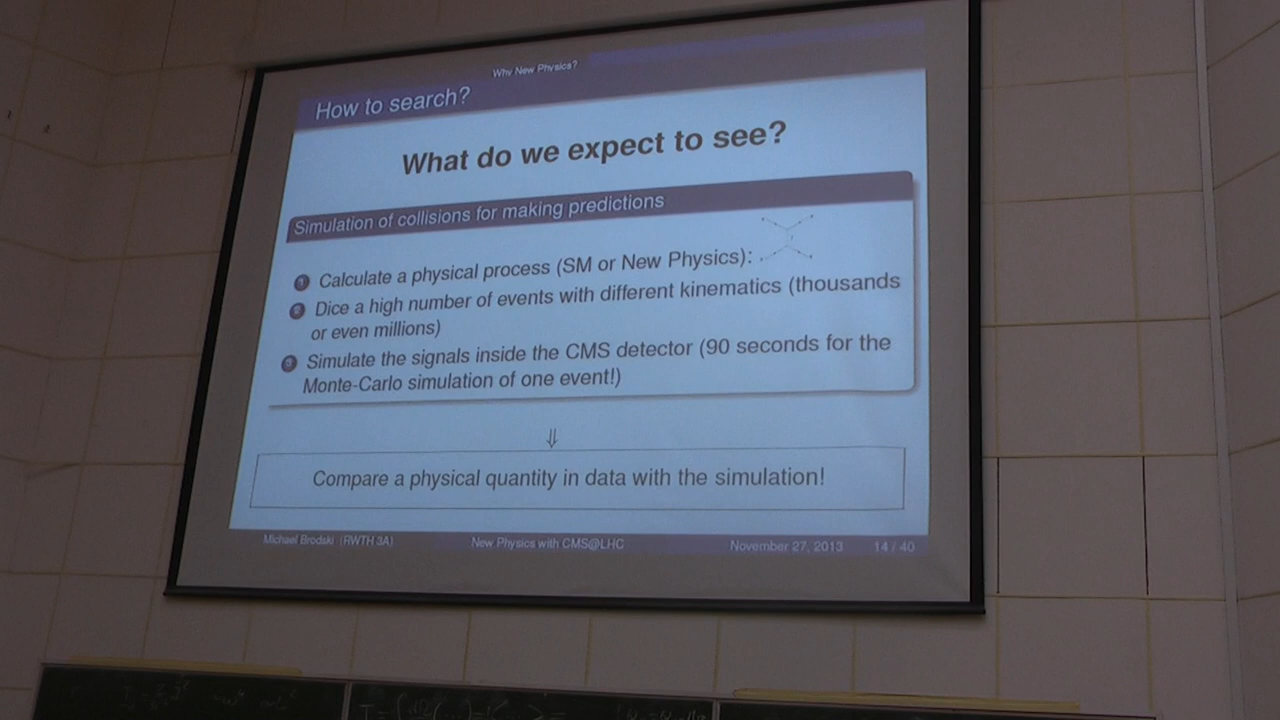 Why New Physics?
How to search?
What do we expect to see?
Simulation of collisions for making predictions
1 Calculate a physical process (SM or New Physics):
2 Dice a high number of events with different kinematics (thousands
or even millions)
3 Simulate the signals inside the CMS detector (90 seconds for the
Monte-Carlo simulation of one event!)
⇓
Compare a physical quantity in data with the simulation!
Michael Brodski (RWTH 3A) New Physics with CMS@LHC November 27, 2013 14 / 40